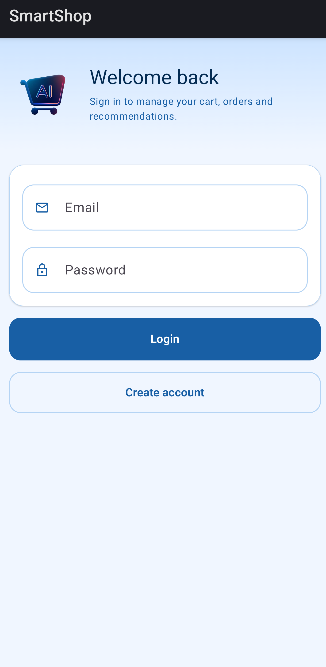 SmartShop
AI
Welcome back
Sign in to manage your cart, orders and
recommendations.
Email
Password
Login
Create account